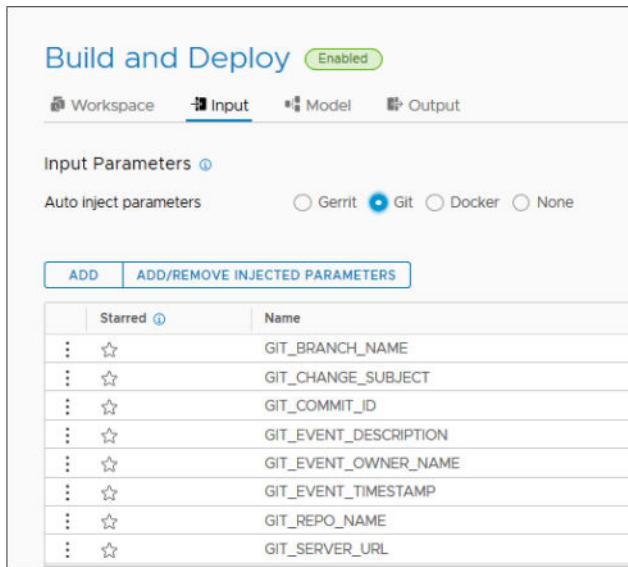 Build and Deploy Enabled
Workspace Input Model Output
Input Parameters
Auto inject parameters Gerrit Git Docker None
ADD ADD/REMOVE INJECTED PARAMETERS
Starred Name
GIT_BRANCH_NAME
GIT_CHANGE_SUBJECT
GIT_COMMIT_ID
GIT_EVENT_DESCRIPTION
GIT_EVENT_OWNER_NAME
GIT_EVENT_TIMESTAMP
GIT_REPO_NAME
GIT_SERVER_URL